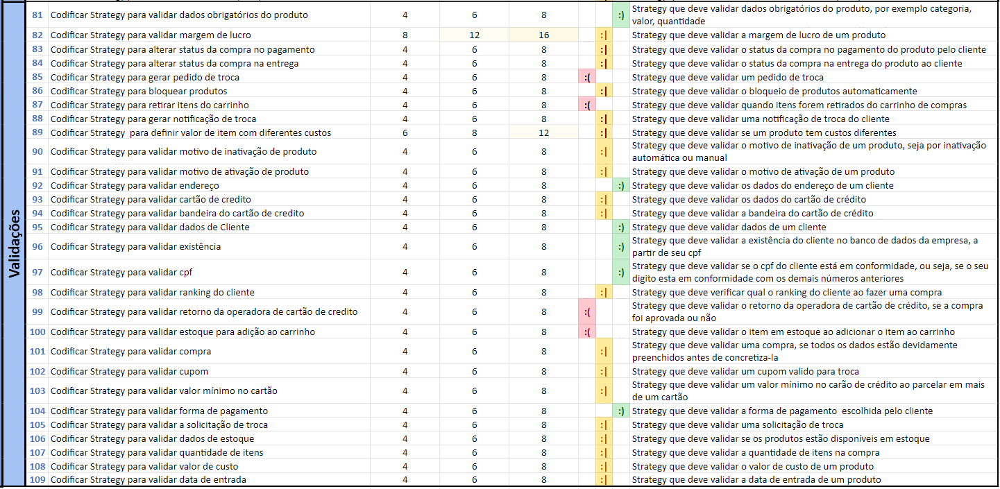 Validações
81 Codificar Strategy para validar dados obrigatórios do produto 4 6 8 :) Strategy que deve validar dados obrigatórios do produto, por exemplo categoria,
valor, quantidade
82 Codificar Strategy para validar margem de lucro 8 12 16 :| Strategy que deve validar a margem de lucro de um produto
83 Codificar Strategy para alterar status da compra no pagamento 4 6 8 :| Strategy que deve validar o status da compra no pagamento do produto pelo cliente
84 Codificar Strategy para alterar status da compra na entrega 4 6 8 :| Strategy que deve validar o status da compra na entrega do produto ao cliente
85 Codificar Strategy para gerar pedido de troca 4 6 8 :( Strategy que deve validar um pedido de troca
86 Codificar Strategy para bloquear produtos 4 6 8 :| Strategy que deve validar o bloqueio de produtos automaticamente
87 Codificar Strategy para retirar itens do carrinho 4 6 8 :( Strategy que deve validar quando itens forem retirados do carrinho de compras
88 Codificar Strategy para gerar notificação de troca 4 6 8 :| Strategy que deve validar uma notificação de troca do cliente
89 Codificar Strategy  para definir valor de item com diferentes custos 6 8 12 :| Strategy que deve validar se um produto tem custos diferentes
90 Codificar Strategy para validar motivo de inativação de produto 4 6 8 :| Strategy que deve validar o motivo de inativação de um produto, seja por inativação
automática ou manual
91 Codificar Strategy para validar motivo de ativação de produto 4 6 8 :| Strategy que deve validar o motivo de ativação de um produto
92 Codificar Strategy para validar endereço 4 6 8 :) Strategy que deve validar os dados do endereço de um cliente
93 Codificar Strategy para validar cartão de credito 4 6 8 :| Strategy que deve validar os dados do cartão de crédito
94 Codificar Strategy para validar bandeira do cartão de credito 4 6 8 :| Strategy que deve validar a bandeira do cartão de crédito
95 Codificar Strategy para validar dados de Cliente 4 6 8 :) Strategy que deve validar dados de um cliente
96 Codificar Strategy para validar existência 4 6 8 :) Strategy que deve validar a existência do cliente no banco de dados da empresa, a
partir de seu cpf
97 Codificar Strategy para validar cpf 4 6 8 :) Strategy que deve validar se o cpf do cliente está em conformidade, ou seja, se o seu
digito esta em conformidade com os demais números anteriores
98 Codificar Strategy para validar ranking do cliente 4 6 8 :| Strategy que deve verificar qual o ranking do cliente ao fazer uma compra
99 Codificar Strategy para validar retorno da operadora de cartão de credito 4 6 8 :( Strategy que deve validar o retorno da operadora de cartão de crédito, se a compra
foi aprovada ou não
100 Codificar Strategy para validar estoque para adição ao carrinho 4 6 8 :( Strategy que deve validar o item em estoque ao adicionar o item ao carrinho
101 Codificar Strategy para validar compra 4 6 8 :| Strategy que deve validar uma compra, se todos os dados estão devidamente
preenchidos antes de concretiza-la
102 Codificar Strategy para validar cupom 4 6 8 :| Strategy que deve validar um cupom valido para troca
103 Codificar Strategy para validar valor mínimo no cartão 4 6 8 :| Strategy que deve validar um valor mínimo no carão de crédito ao parcelar em mais
de um cartão
104 Codificar Strategy para validar forma de pagamento 4 6 8 :) Strategy que deve validar a forma de pagamento  escolhida pelo cliente
105 Codificar Strategy para validar a solicitação de troca 4 6 8 :| Strategy que deve validar uma solicitação de troca
106 Codificar Strategy para validar dados de estoque 4 6 8 :| Strategy que deve validar se os produtos estão disponíveis em estoque
107 Codificar Strategy para validar quantidade de itens 4 6 8 :| Strategy que deve validar a quantidade de itens na compra
108 Codificar Strategy para validar valor de custo 4 6 8 :| Strategy que deve validar o valor de custo de um produto
109 Codificar Strategy para validar data de entrada 4 6 8 :| Strategy que deve validar a data de entrada de um produto